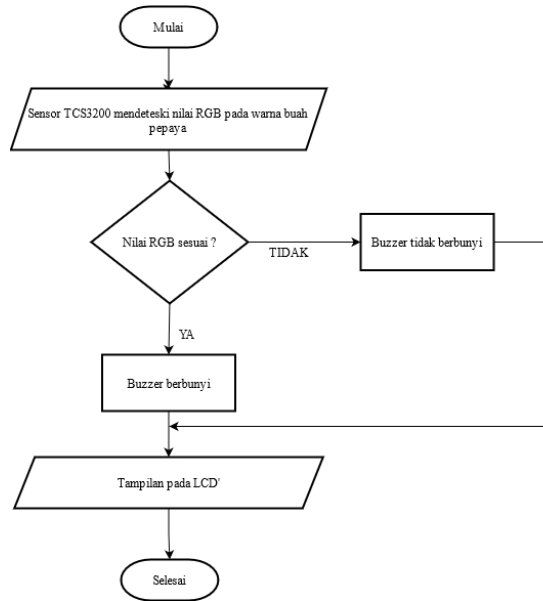 Mulai
Sensor TCS3200 mendeteski nilai RGB pada warna buah
pepaya
Nilai RGB sesuai ?
TIDAK
Buzzer tidak berbunyi
YA
Buzzer berbunyi
Tampilan pada LCD'
Selesai